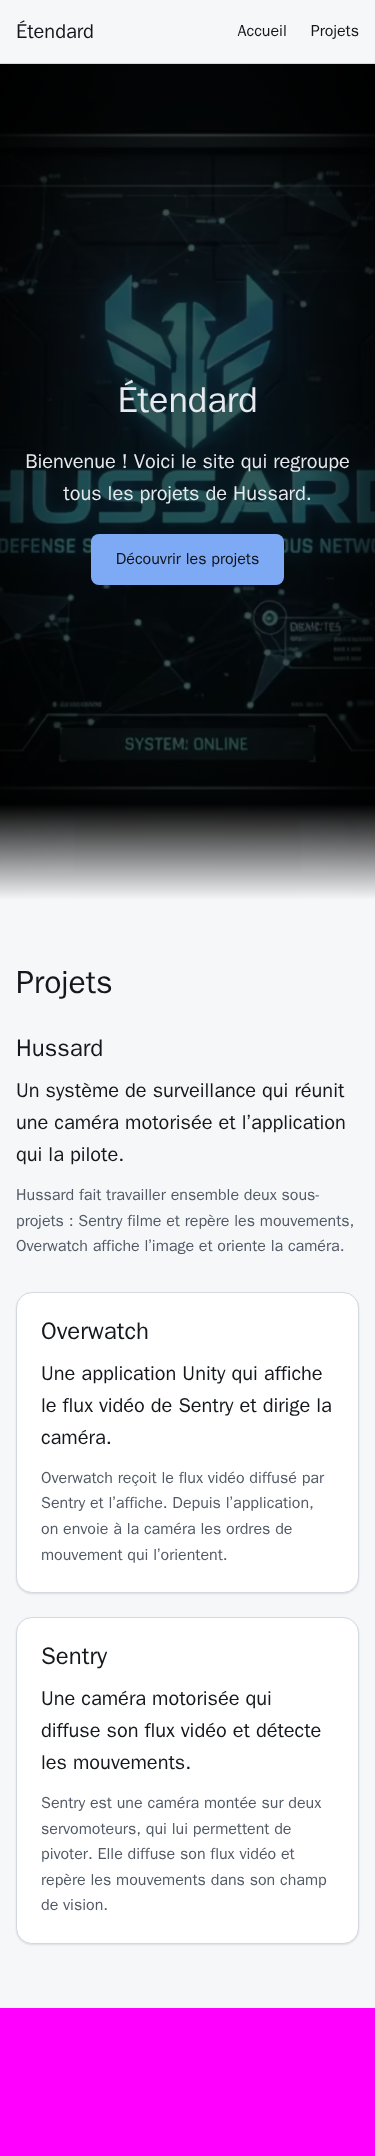 Étendard
Accueil
Projets
Étendard
Bienvenue ! Voici le site qui regroupe
tous les projets de Hussard.
HUSSARD
DEFENSE
Découvrir les projets
SYSTEM: ONLINE
Projets
Hussard
Un système de surveillance qui réunit
une caméra motorisée et l'application
qui la pilote.
Hussard fait travailler ensemble deux sous-
projets : Sentry filme et repère les mouvements,
Overwatch affiche l'image et oriente la caméra.
Overwatch
Une application Unity qui affiche
le flux vidéo de Sentry et dirige la
caméra.
Overwatch reçoit le flux vidéo diffusé par
Sentry et l'affiche. Depuis l'application,
on envoie à la caméra les ordres de
mouvement qui l'orientent.
Sentry
Une caméra motorisée qui
diffuse son flux vidéo et détecte
les mouvements.
Sentry est une caméra montée sur deux
servomoteurs, qui lui permettent de
pivoter. Elle diffuse son flux vidéo et
repère les mouvements dans son champ
de vision.